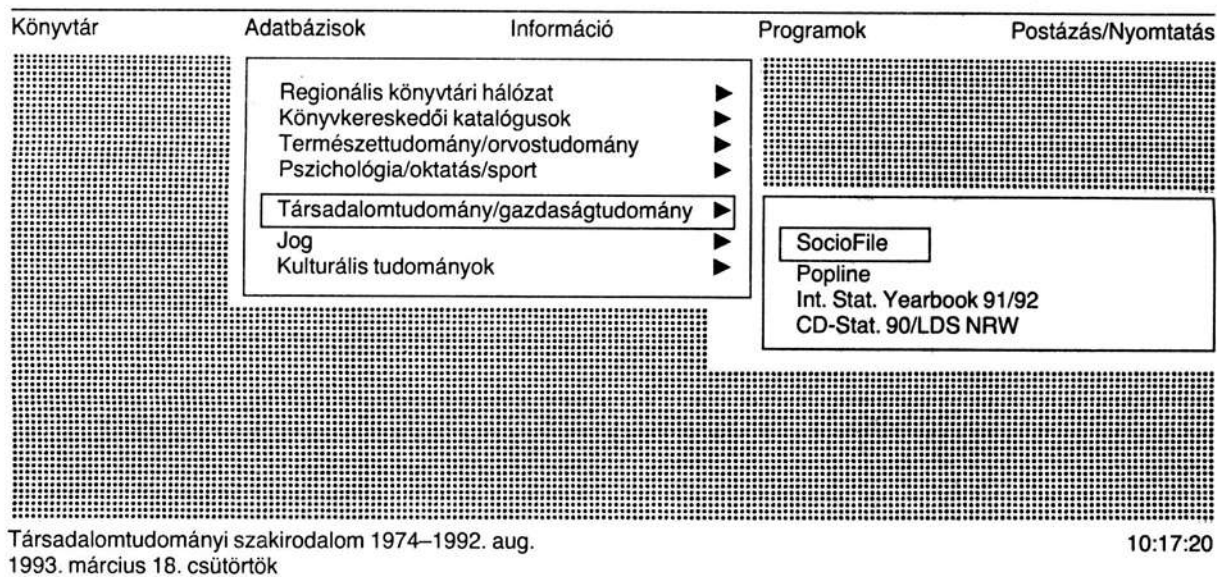 Könyvtár Adatbázisok Információ Programok Postázás/Nyomtatás
Regionális könyvtári hálózat ▶
Könyvkereskedői katalógusok ▶
Természettudomány/orvostudomány ▶
Pszichológia/oktatás/sport ▶
Társadalomtudomány/gazdaságtudomány ▶
Jog ▶
Kulturális tudományok ▶
SocioFile
Popline
Int. Stat. Yearbook 91/92
CD-Stat. 90/LDS NRW
Társadalomtudományi szakirodalom 1974–1992. aug. 10:17:20
1993. március 18. csütörtök